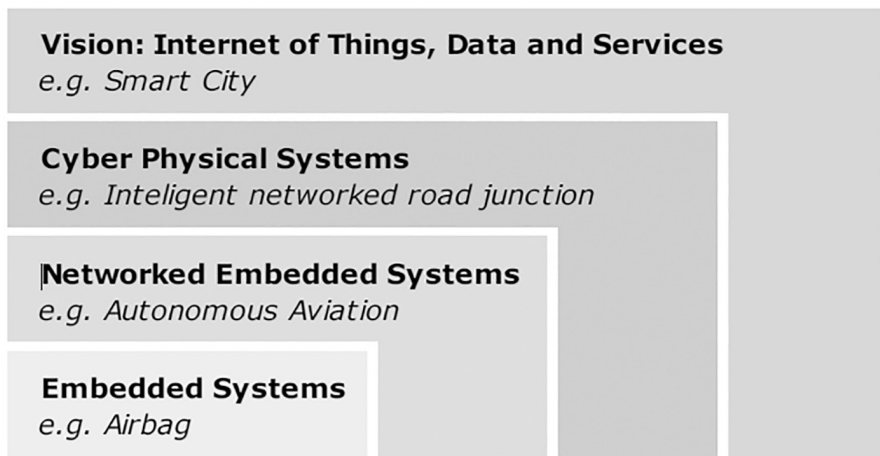 Vision: Internet of Things, Data and Services
e.g. Smart City
Cyber Physical Systems
e.g. Inteligent networked road junction
Networked Embedded Systems
e.g. Autonomous Aviation
Embedded Systems
e.g. Airbag